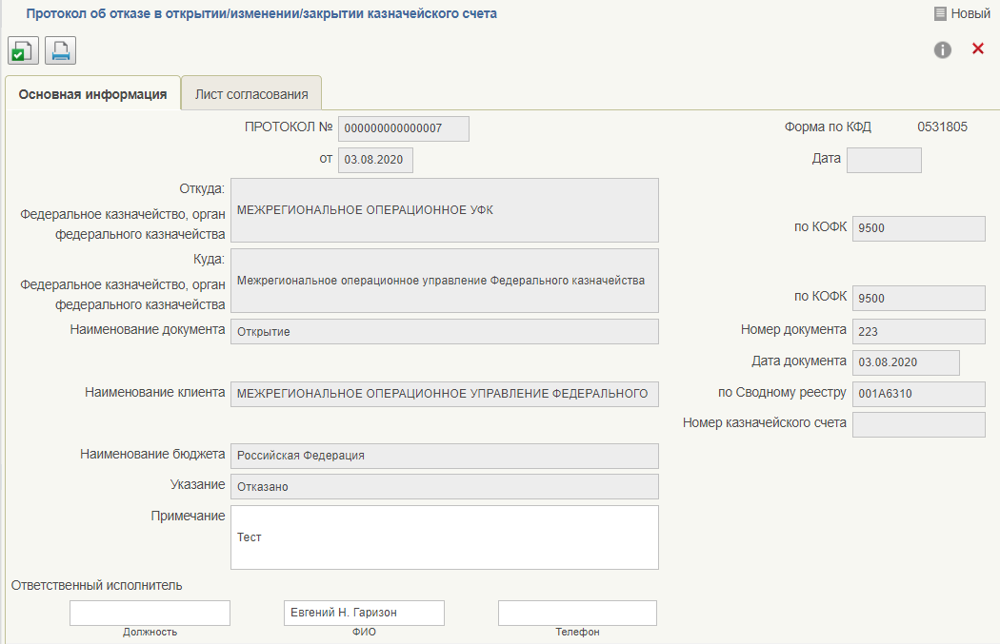 Протокол об отказе в открытии/изменении/закрытии казначейского счета
Новый
Основная информация
Лист согласования
ПРОТОКОЛ № 000000000000007
Форма по КФД 0531805
от 03.08.2020
Дата
Откуда:
Федеральное казначейство, орган
федерального казначейства
МЕЖРЕГИОНАЛЬНОЕ ОПЕРАЦИОННОЕ УФК
по КОФК 9500
Куда:
Федеральное казначейство, орган
федерального казначейства
Межрегиональное операционное управление Федерального казначейства
по КОФК 9500
Наименование документа Открытие
Номер документа 223
Дата документа 03.08.2020
Наименование клиента МЕЖРЕГИОНАЛЬНОЕ ОПЕРАЦИОННОЕ УПРАВЛЕНИЕ ФЕДЕРАЛЬНОГО
по Сводному реестру 001А6310
Номер казначейского счета
Наименование бюджета Российская Федерация
Указание Отказано
Примечание Тест
Ответственный исполнитель
Евгений Н. Гаризон
Должность ФИО Телефон